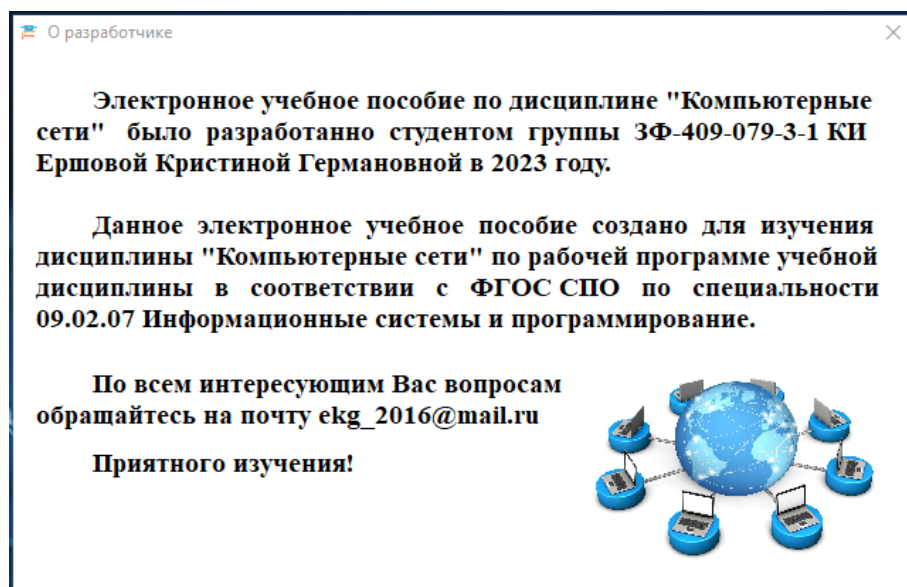 О разработчике
Электронное учебное пособие по дисциплине "Компьютерные
сети" было разработанно студентом группы ЗФ-409-079-3-1 КИ
Ершовой Кристиной Германовной в 2023 году.
Данное электронное учебное пособие создано для изучения
дисциплины "Компьютерные сети" по рабочей программе учебной
дисциплины в соответствии с ФГОС СПО по специальности
09.02.07 Информационные системы и программирование.
По всем интересующим Вас вопросам
обращайтесь на почту ekg_2016@mail.ru
Приятного изучения!